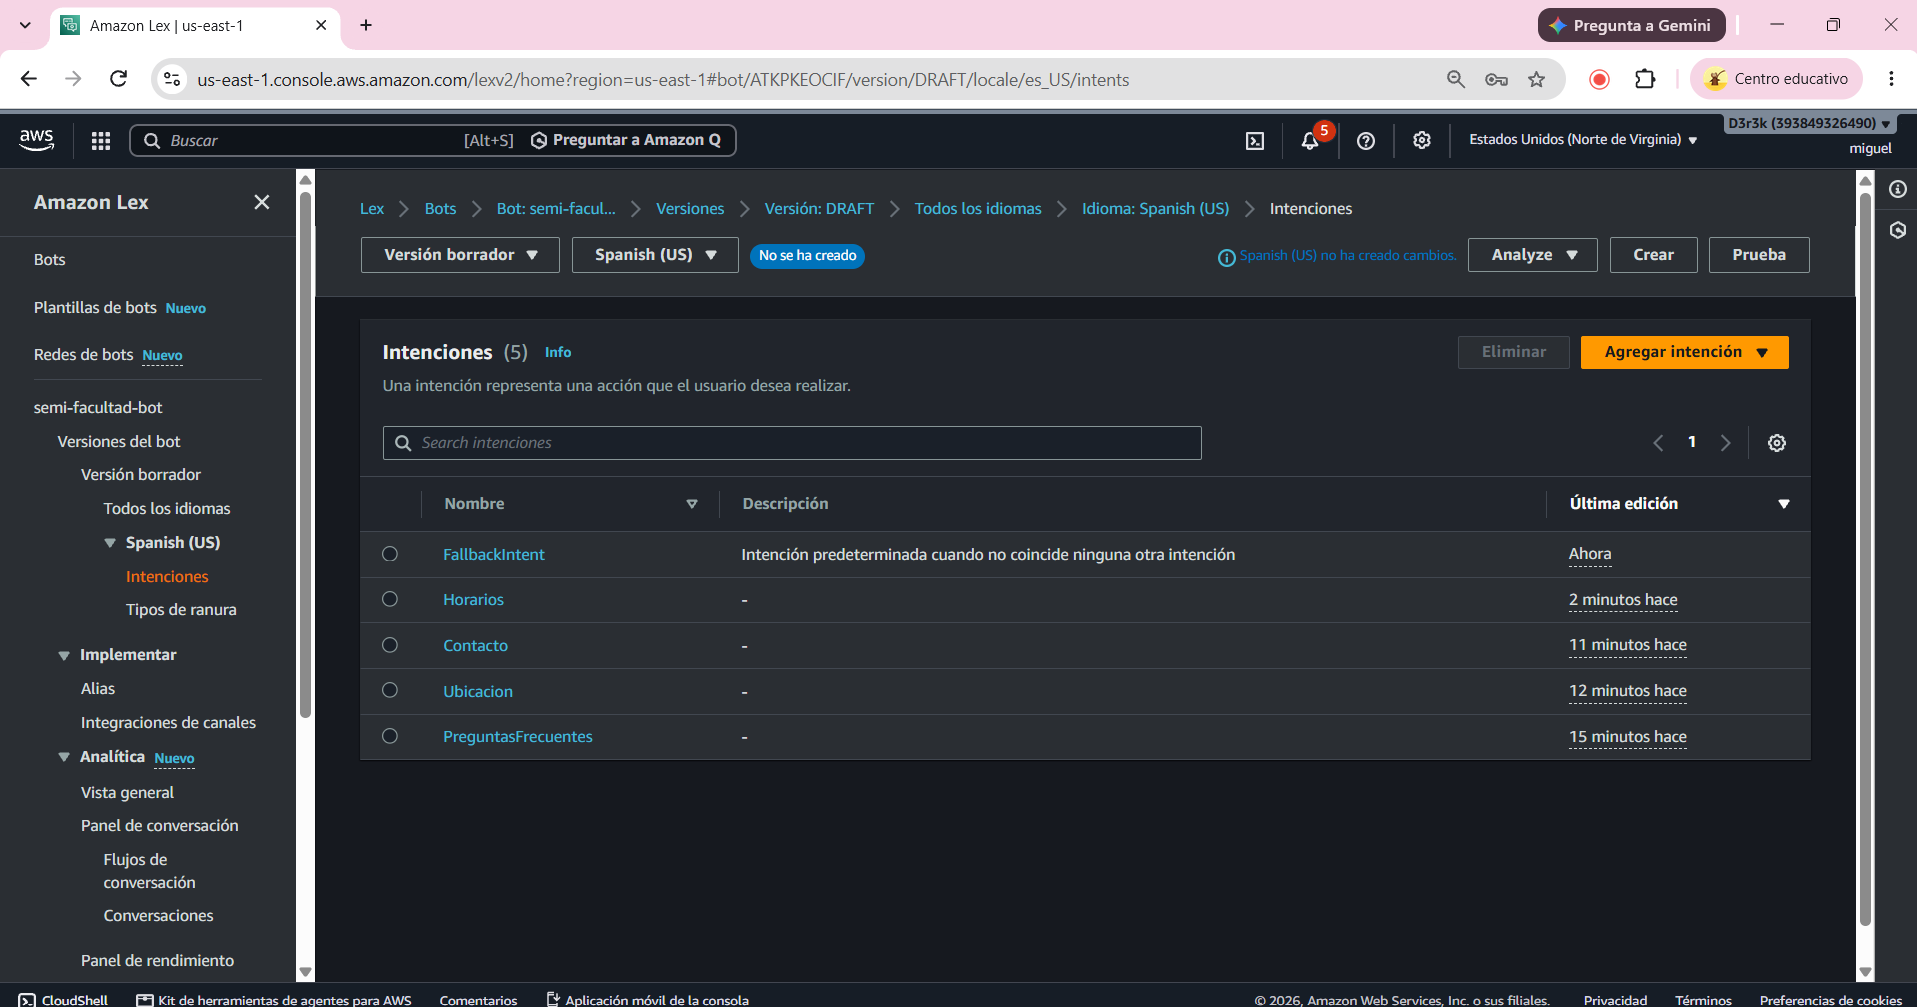 Amazon Lex | us-east-1
Pregunta a Gemini
us-east-1.console.aws.amazon.com/lexv2/home?region=us-east-1#bot/ATKPKEOCIF/version/DRAFT/locale/es_US/intents
Centro educativo
aws
Buscar [Alt+S] Preguntar a Amazon Q
5
Estados Unidos (Norte de Virginia)
D3r3k (393849326490)
miguel
Amazon Lex
Bots
Plantillas de bots Nuevo
Redes de bots Nuevo
semi-facultad-bot
Versiones del bot
Versión borrador
Todos los idiomas
Spanish (US)
Intenciones
Tipos de ranura
Implementar
Alias
Integraciones de canales
Analítica Nuevo
Vista general
Panel de conversación
Flujos de
conversación
Conversaciones
Panel de rendimiento
Lex Bots Bot: semi-facul... Versiones Versión: DRAFT Todos los idiomas Idioma: Spanish (US) Intenciones
Versión borrador Spanish (US) No se ha creado Spanish (US) no ha creado cambios. Analyze Crear Prueba
Intenciones (5) Info Eliminar Agregar intención
Una intención representa una acción que el usuario desea realizar.
Search intenciones 1
Nombre Descripción Última edición
FallbackIntent Intención predeterminada cuando no coincide ninguna otra intención Ahora
Horarios - 2 minutos hace
Contacto - 11 minutos hace
Ubicacion - 12 minutos hace
PreguntasFrecuentes - 15 minutos hace
CloudShell Kit de herramientas de agentes para AWS Comentarios Aplicación móvil de la consola © 2026, Amazon Web Services, Inc. o sus filiales. Privacidad Términos Preferencias de cookies